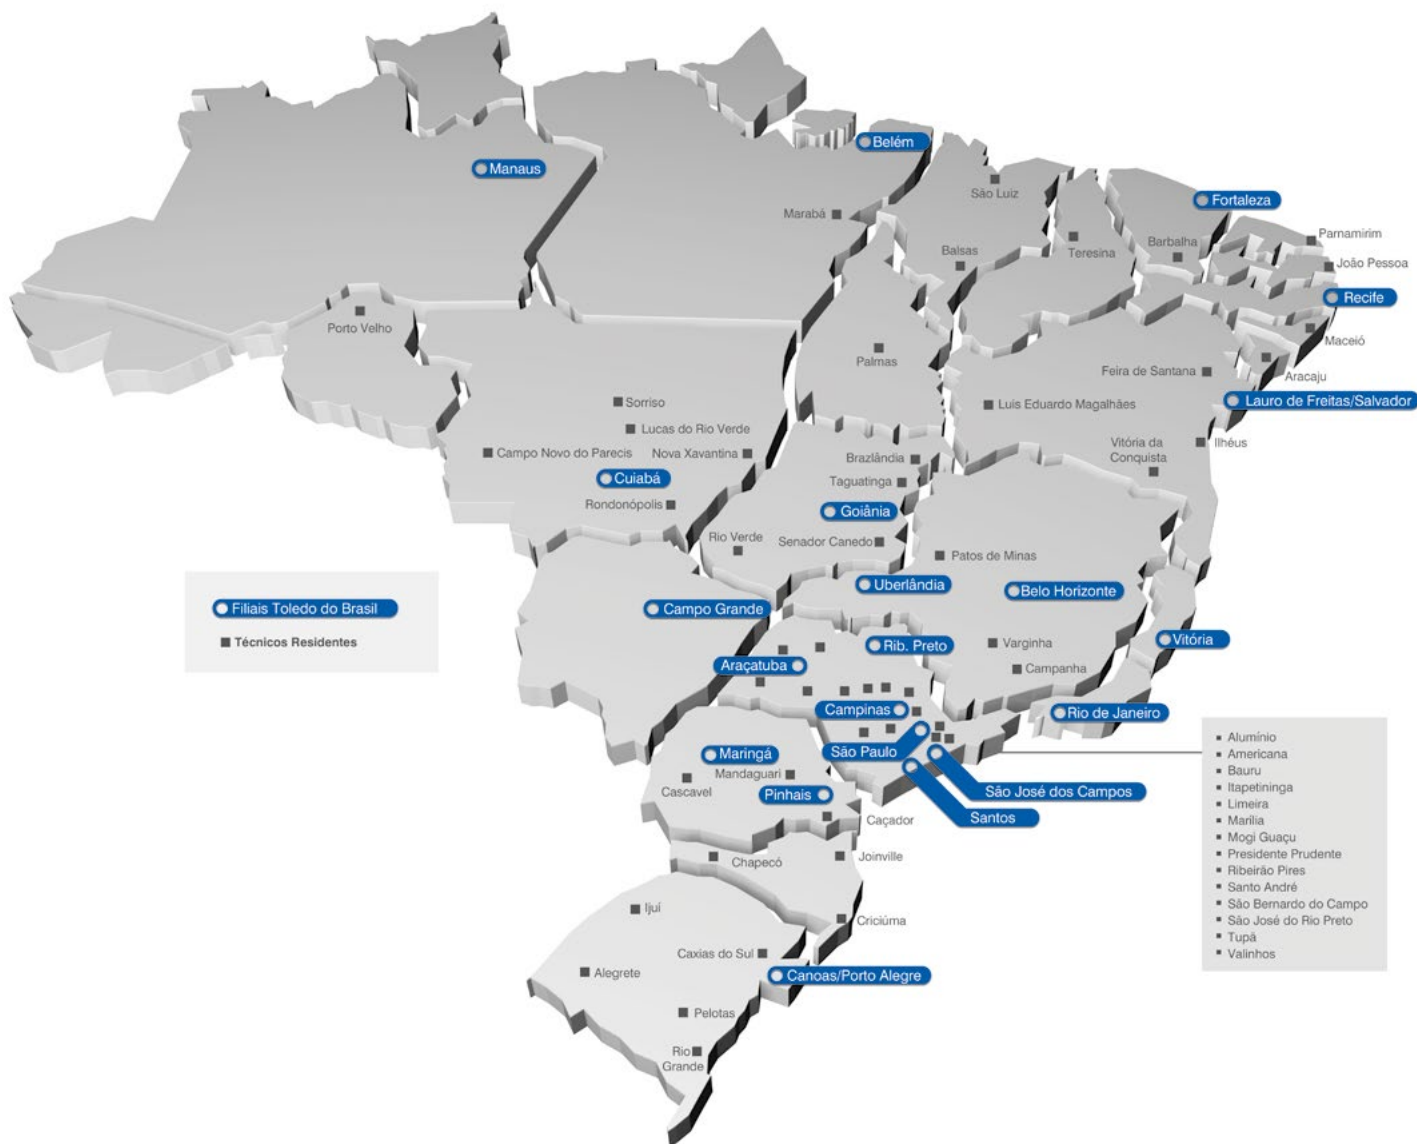 Belém
Manaus
São Luiz
Fortaleza
Marabá
Parnamirim
Barbalha
Teresina
Balsas
João Pessoa
Recife
Porto Velho
Maceió
Palmas
Feira de Santana
Aracaju
Sorriso
Luis Eduardo Magalhães
Lauro de Freitas/Salvador
Lucas do Rio Verde
Vitória da
Conquista
Ilhéus
Campo Novo do Parecis
Nova Xavantina
Brazlândia
Cuiabá
Taguatinga
Rondonópolis
Goiânia
Rio Verde
Senador Canedo
Patos de Minas
Uberlândia
Belo Horizonte
Filiais Toledo do Brasil
Campo Grande
Técnicos Residentes
Rib. Preto
Varginha
Vitória
Araçatuba
Campanha
Campinas
Rio de Janeiro
Maringá
São Paulo
Mandaguari
Cascavel
Pinhais
São José dos Campos
Santos
Caçador
Chapecó
Joinville
Ijuí
Criciúma
Caxias do Sul
Alegrete
Canoas/Porto Alegre
Pelotas
Rio
Grande
Alumínio
Americana
Bauru
Itapetininga
Limeira
Marilia
Mogi Guaçu
Presidente Prudente
Ribeirão Pires
Santo André
São Bernardo do Campo
São José do Rio Preto
Tupã
Valinhos